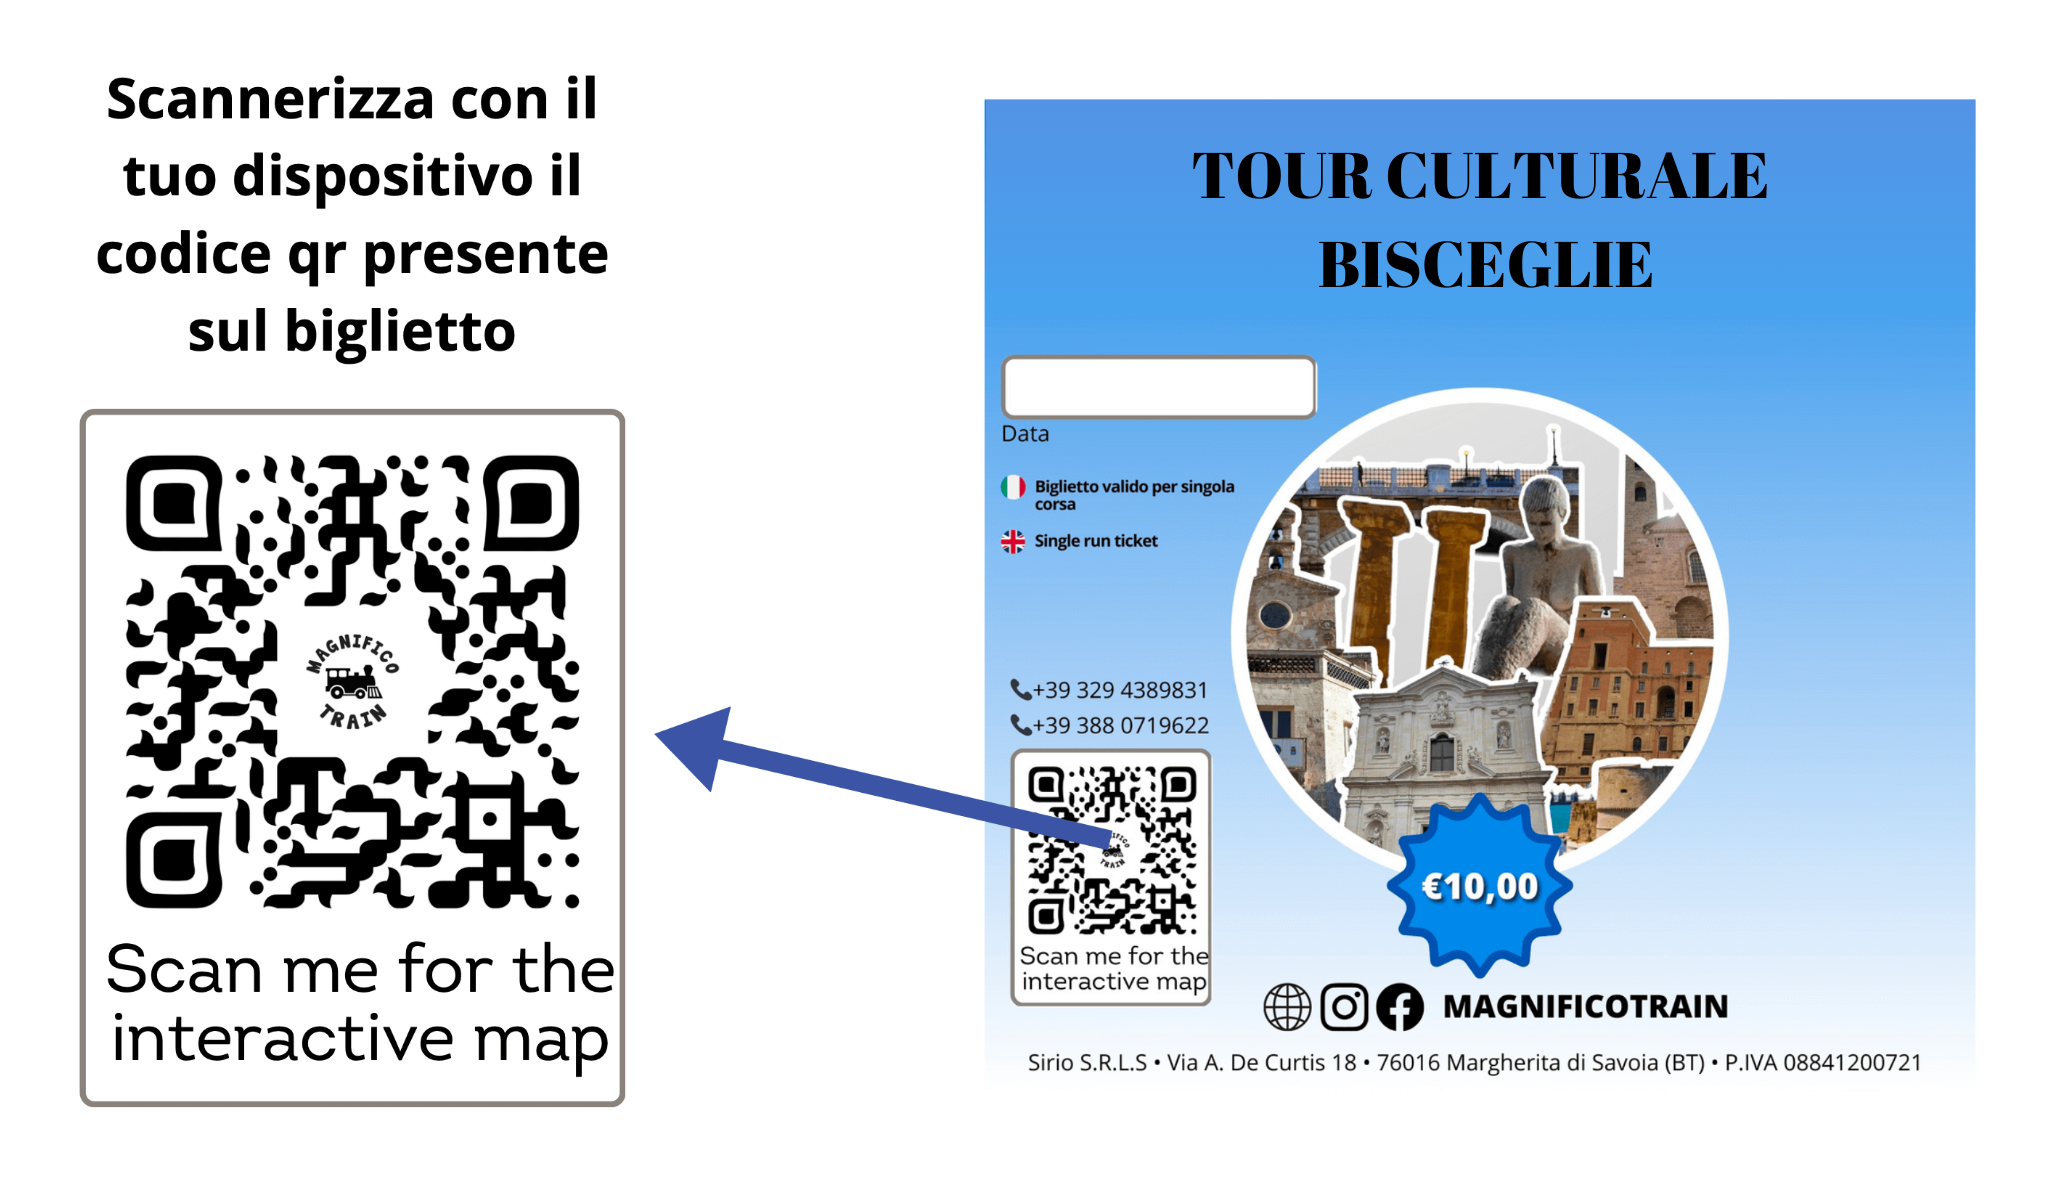 Scannerizza con il
tuo dispositivo il
codice qr presente
sul biglietto
MAGNIFICO
TRAIN
Scan me for the
interactive map
TOUR CULTURALE
BISCEGLIE
Data
Biglietto valido per singola
corsa
Single run ticket
+39 329 4389831
+39 388 0719622
TRAIN
Scan me for the
interactive map
€10,00
MAGNIFICOTRAIN
Sirio S.R.L.S • Via A. De Curtis 18 • 76016 Margherita di Savoia (BT) • P.IVA 08841200721